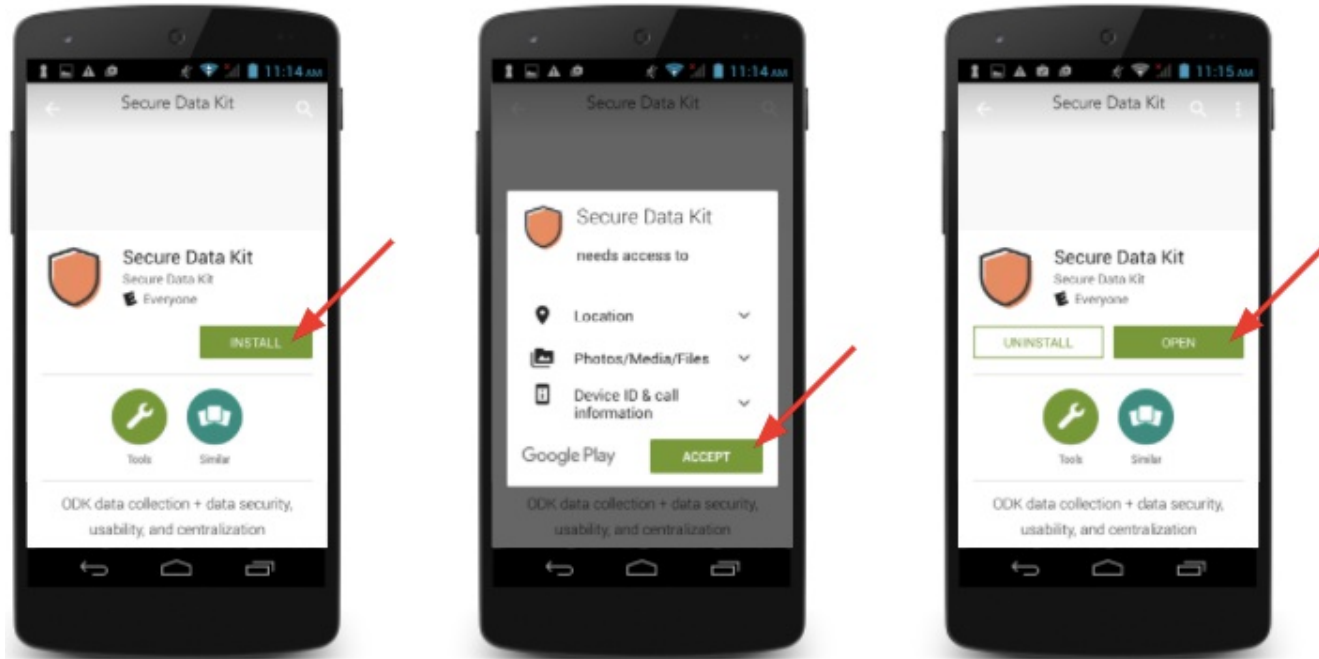 11:14 AM
Secure Data Kit
Secure Data Kit
Secure Data Kit
Everyone
INSTALL
Tools
Similar
ODK data collection + data security,
usability, and centralization
11:14 AM
Secure Data Kit
Secure Data Kit
needs access to
Location
Photos/Media/Files
Device ID & call
information
Google Play
ACCEPT
ODK data collection + data security,
usability, and centralization
11:15 AM
Secure Data Kit
Secure Data Kit
Secure Data Kit
Everyone
UNINSTALL
OPEN
Tools
Similar
ODK data collection + data security,
usability, and centralization